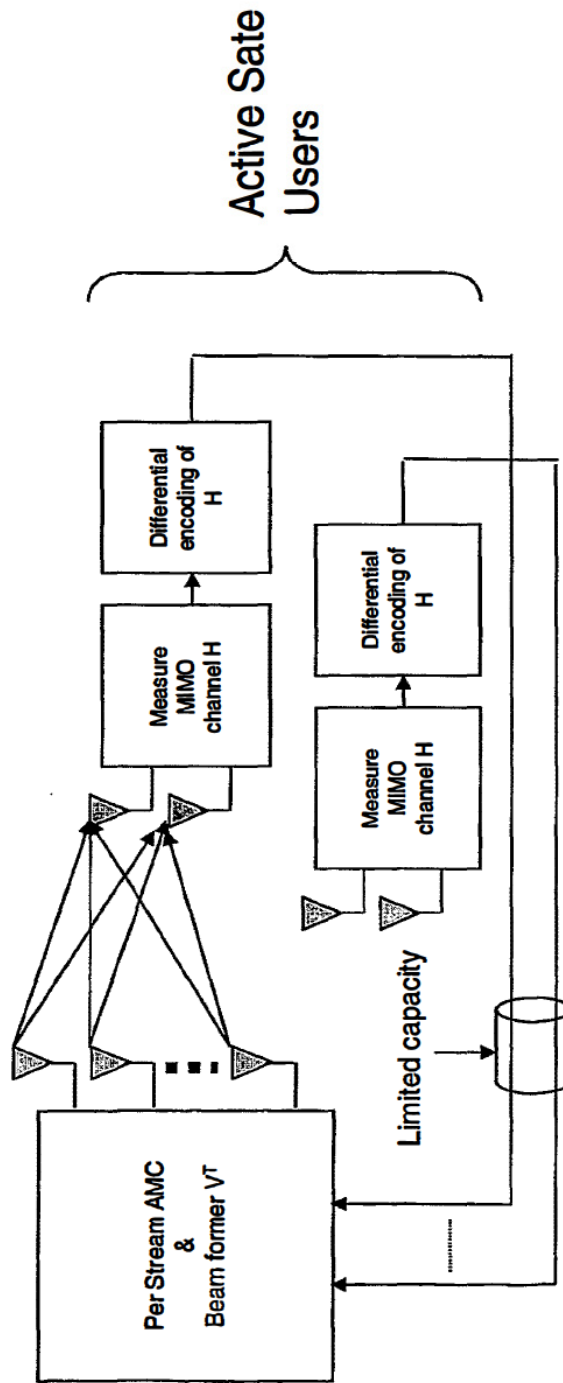 Per Stream AMC
&
Beam former Vᵀ
Measure
MIMO
channel H
Differential
encoding of
H
Measure
MIMO
channel H
Differential
encoding of
H
Limited capacity
Active Sate
Users